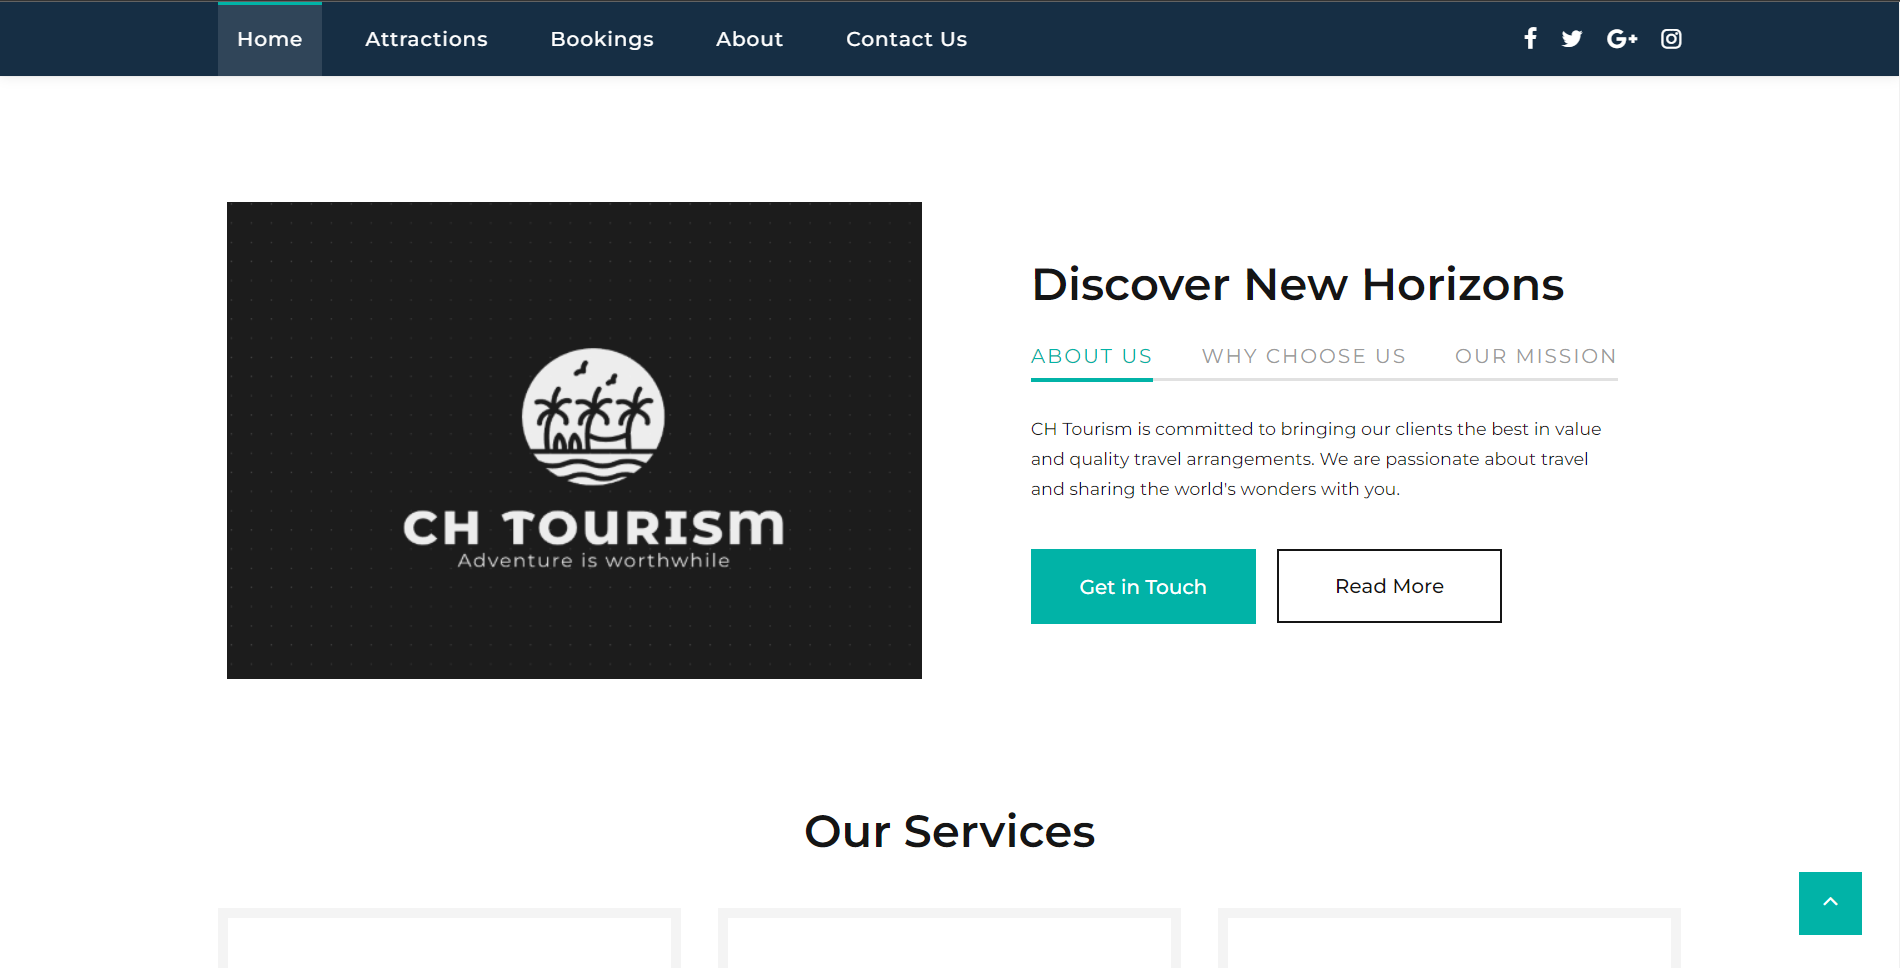 Home Attractions Bookings About Contact Us
CH TOURISm
Adventure is worthwhile
Discover New Horizons
ABOUT US WHY CHOOSE US OUR MISSION
CH Tourism is committed to bringing our clients the best in value
and quality travel arrangements. We are passionate about travel
and sharing the world's wonders with you.
Get in Touch Read More
Our Services